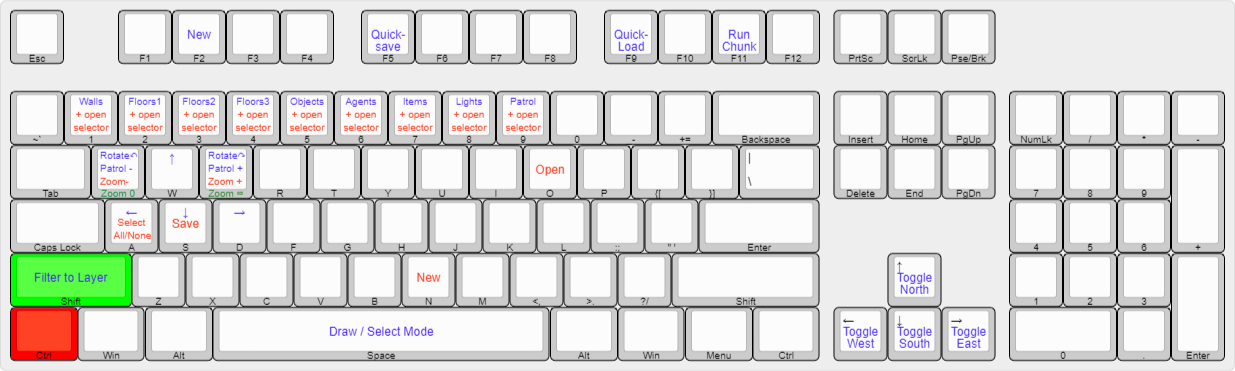 Esc
F1
New
F2
F3
F4
Quick-
save
F5
F6
F7
F8
Quick-
Load
F9
F10
Run
Chunk
F11
F12
PrtSc
ScrLk
Pse/Brk
~`
Walls
+ open
selector
1
Floors1
+ open
selector
2
Floors2
+ open
selector
3
Floors3
+ open
selector
4
Objects
+ open
selector
5
Agents
+ open
selector
6
Items
+ open
selector
7
Lights
+ open
selector
8
Patrol
+ open
selector
9
0
-
+=
Backspace
Insert
Home
PgUp
NumLk
/
*
-
Tab
Rotate↶
Patrol -
Zoom-
Zoom 0
↑
W
Rotate↷
Patrol +
Zoom +
Zoom =
R
T
Y
U
I
Open
O
P
{[
}]
|
\
Delete
End
PgDn
7
8
9
+
Caps Lock
←
Select
All/None
A
↓
Save
S
→
D
F
G
H
J
K
L
:;
"'
Enter
4
5
6
Filter to Layer
Shift
Z
X
C
V
B
New
N
M
<,
>.
?/
Shift
↑
Toggle
North
1
2
3
Enter
Ctrl
Win
Alt
Draw / Select Mode
Space
Alt
Win
Menu
Ctrl
←
Toggle
West
↓
Toggle
South
→
Toggle
East
0
.